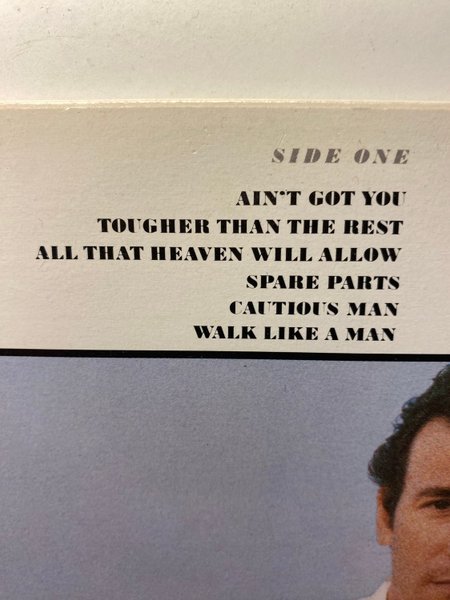 SIDE ONE
AIN'T GOT YOU
TOUGHER THAN THE REST
ALL THAT HEAVEN WILL ALLOW
SPARE PARTS
CAUTIOUS MAN
WALK LIKE A MAN